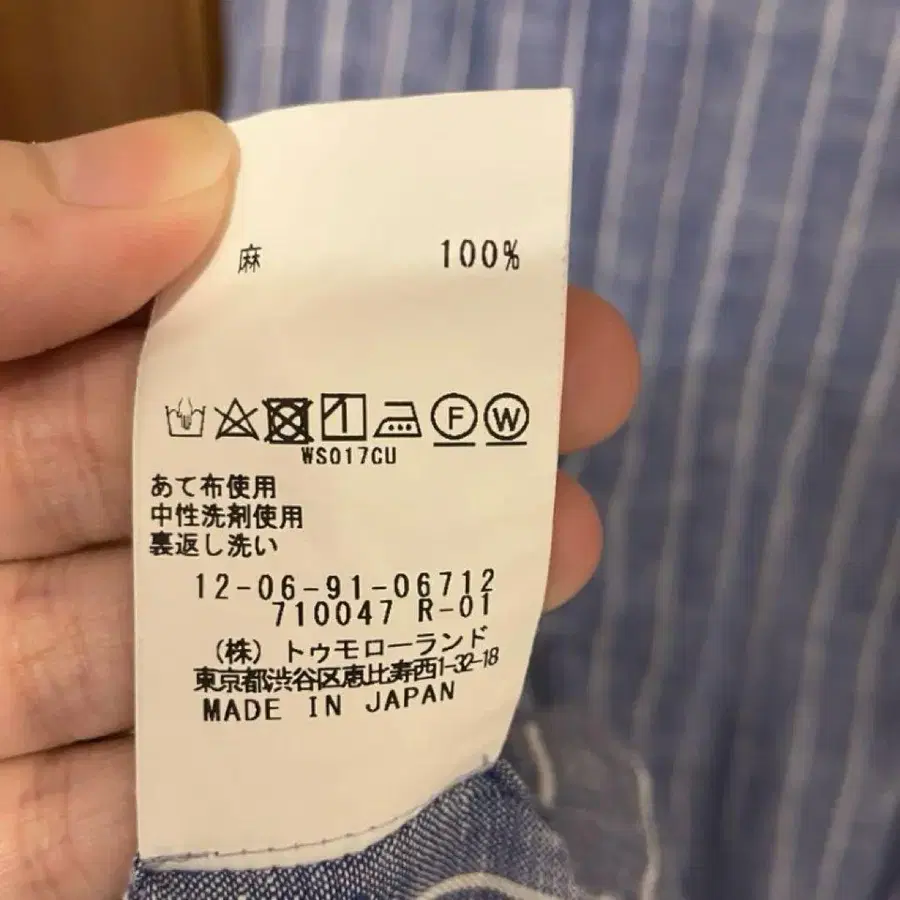 麻 100%
F W
WS017CU
あて布使用
中性洗剤使用
裏返し洗い
12-06-91-06712
710047 R-01
(株) トゥモローランド
東京都渋谷区恵比寿西1-32-18
MADE IN JAPAN